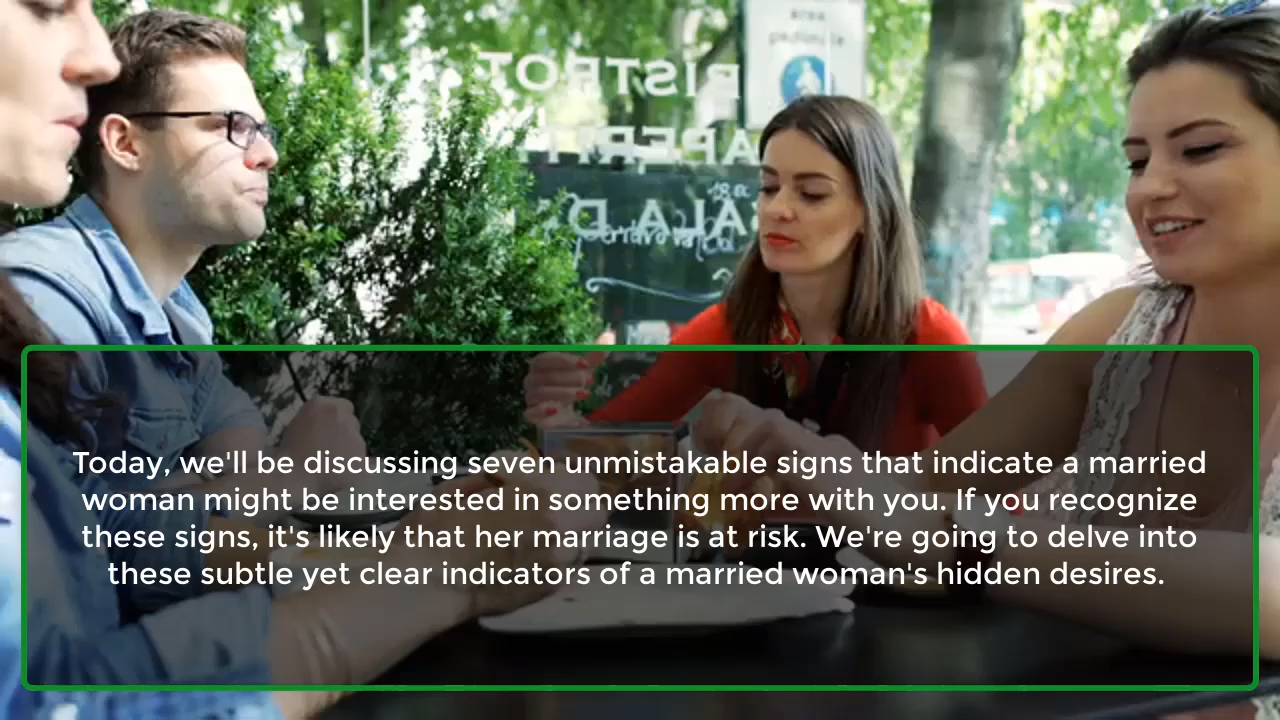 BISTROT
Today, we'll be discussing seven unmistakable signs that indicate a married
woman might be interested in something more with you. If you recognize
these signs, it's likely that her marriage is at risk. We're going to delve into
these subtle yet clear indicators of a married woman's hidden desires.